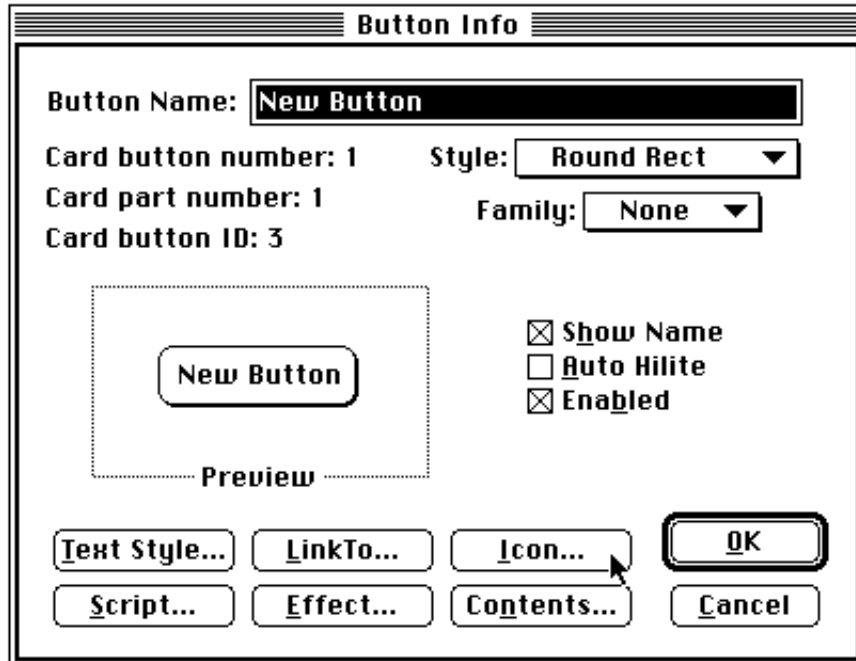 Button Info
Button Name: New Button
Card button number: 1 Style: Round Rect
Card part number: 1
Family: None
Card button ID: 3
Show Name
New Button
Auto Hilite
Enabled
Preview
Text Style... LinkTo... Icon... OK
Script... Effect... Contents... Cancel